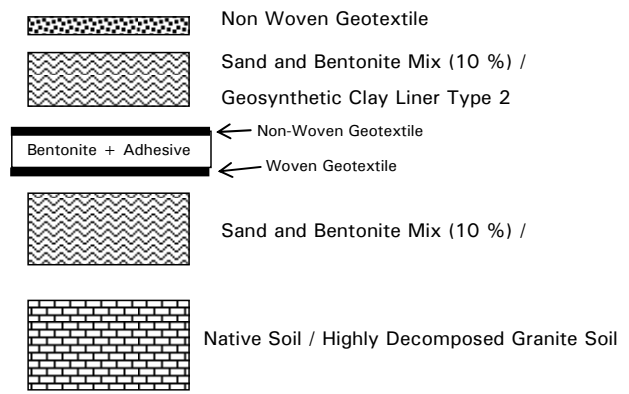 Non Woven Geotextile
Sand and Bentonite Mix (10 %) /
Geosynthetic Clay Liner Type 2
Non-Woven Geotextile
Bentonite + Adhesive
Woven Geotextile
Sand and Bentonite Mix (10 %) /
Native Soil / Highly Decomposed Granite Soil